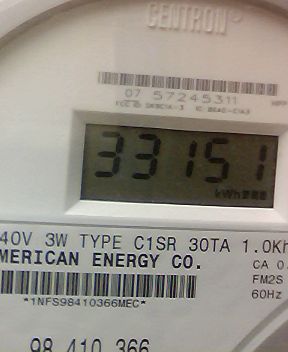 CENTRON®
07 57245311
33151
kWh
40V 3W TYPE C1SR 30TA 1.0Kh
MERICAN ENERGY CO.
CA 0.
FM2S
60Hz
*1NFS98410366MEC*
98 410 366